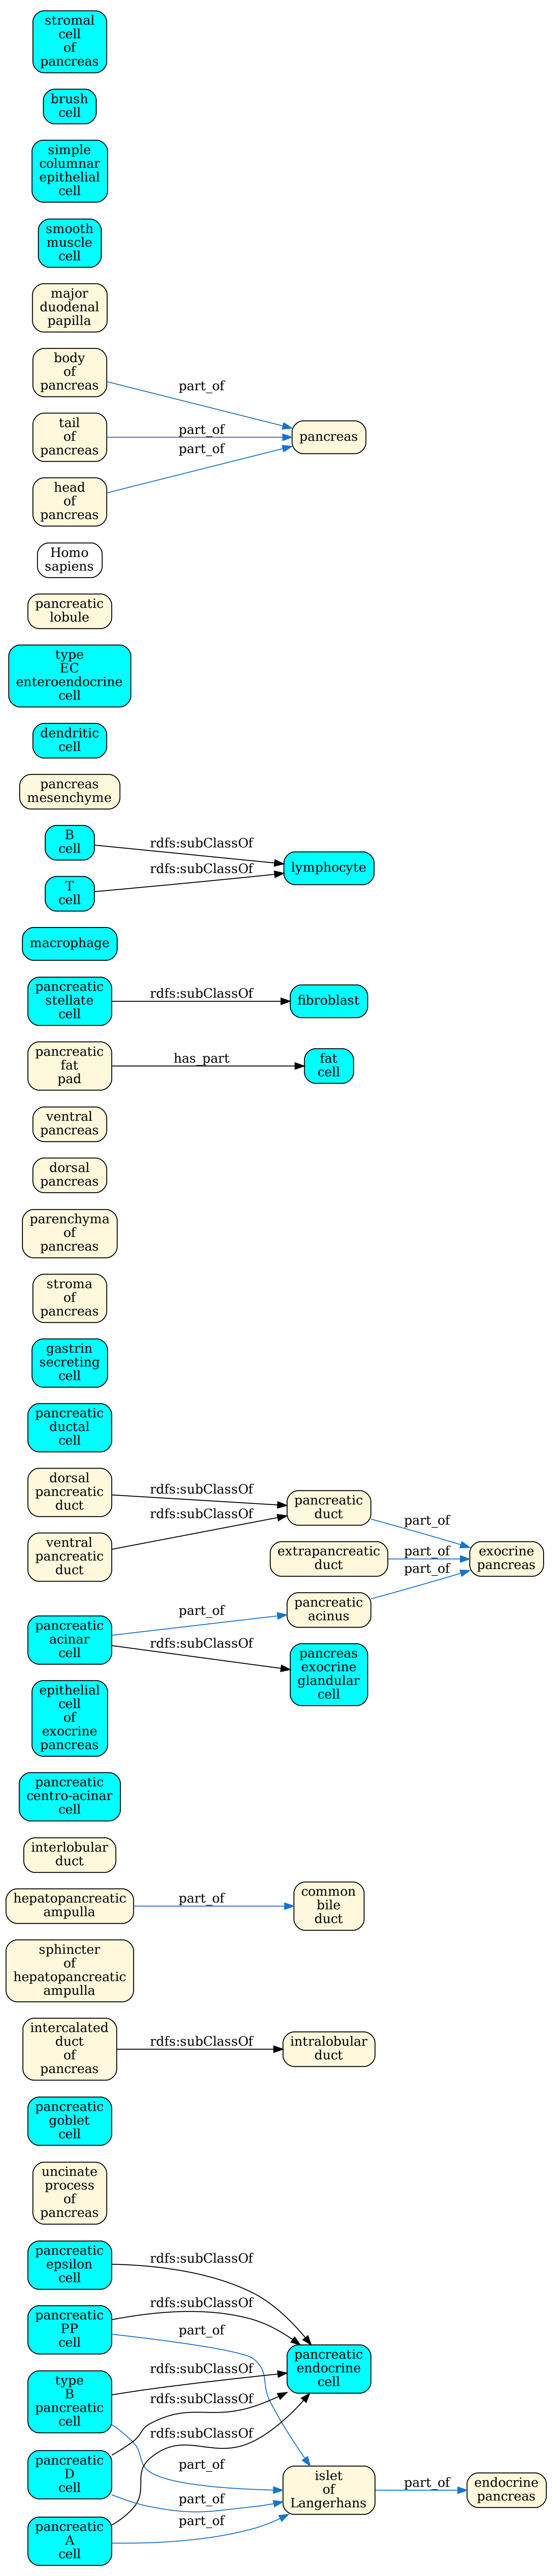 stromal
cell
of
pancreas
brush
cell
simple
columnar
epithelial
cell
smooth
muscle
cell
major
duodenal
papilla
body
of
pancreas
part_of
tail
of
pancreas
part_of
pancreas
part_of
head
of
pancreas
Homo
sapiens
pancreatic
lobule
type
EC
enteroendocrine
cell
dendritic
cell
pancreas
mesenchyme
B
cell
rdfs:subClassOf
lymphocyte
rdfs:subClassOf
T
cell
macrophage
pancreatic
stellate
cell
rdfs:subClassOf
fibroblast
pancreatic
fat
pad
has_part
fat
cell
ventral
pancreas
dorsal
pancreas
parenchyma
of
pancreas
stroma
of
pancreas
gastrin
secreting
cell
pancreatic
ductal
cell
dorsal
pancreatic
duct
rdfs:subClassOf
pancreatic
duct
rdfs:subClassOf
part_of
ventral
pancreatic
duct
extrapancreatic
duct
part_of
exocrine
pancreas
part_of
pancreatic
acinus
part_of
pancreatic
acinar
cell
rdfs:subClassOf
pancreas
exocrine
glandular
cell
epithelial
cell
of
exocrine
pancreas
pancreatic
centro-acinar
cell
interlobular
duct
hepatopancreatic
ampulla
part_of
common
bile
duct
sphincter
of
hepatopancreatic
ampulla
intercalated
duct
of
pancreas
rdfs:subClassOf
intralobular
duct
pancreatic
goblet
cell
uncinate
process
of
pancreas
pancreatic
epsilon
cell
rdfs:subClassOf
pancreatic
PP
cell
rdfs:subClassOf
part_of
pancreatic
endocrine
cell
type
B
pancreatic
cell
rdfs:subClassOf
rdfs:subClassOf
rdfs:subClassOf
part_of
pancreatic
D
cell
part_of
islet
of
Langerhans
part_of
endocrine
pancreas
part_of
pancreatic
A
cell